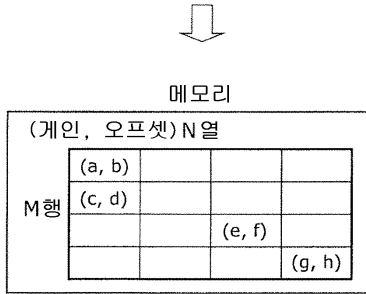 메모리
(게인, 오프셋)N열
(a, b)
M행
(c, d)
(e, f)
(g, h)